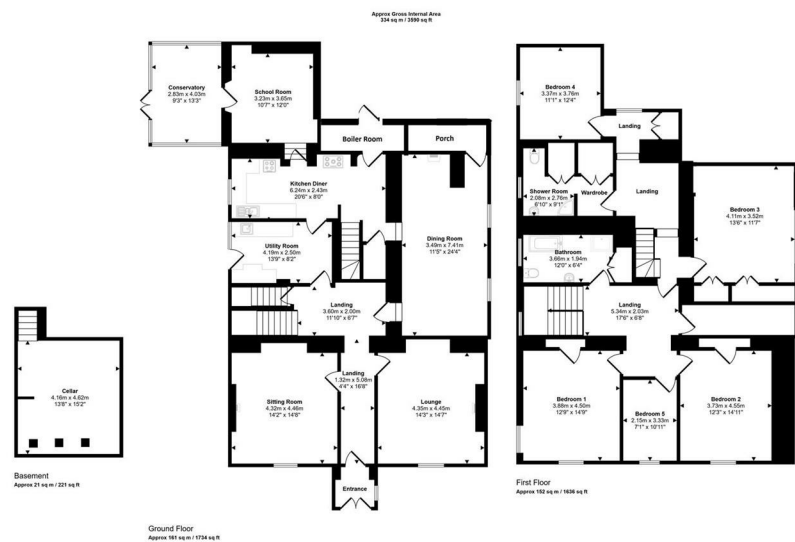 Approx Gross Internal Area
334 sq m / 3590 sq ft
Conservatory
2.83m x 4.03m
9'3" x 13'3"
School Room
3.23m x 3.65m
10'7" x 12'0"
Boiler Room
Porch
Kitchen Diner
6.24m x 2.43m
20'6" x 8'0"
Utility Room
4.19m x 2.50m
13'9" x 8'2"
Dining Room
3.49m x 7.41m
11'5" x 24'4"
Landing
3.60m x 2.00m
11'10" x 6'7"
Landing
1.32m x 5.08m
4'4" x 16'8"
Sitting Room
4.32m x 4.46m
14'2" x 14'8"
Lounge
4.35m x 4.45m
14'3" x 14'7"
Entrance
Ground Floor
Approx 161 sq m / 1734 sq ft
Cellar
4.16m x 4.62m
13'8" x 15'2"
Basement
Approx 21 sq m / 221 sq ft
Bedroom 4
3.37m x 3.76m
11'1" x 12'4"
Landing
Shower Room
2.08m x 2.76m
6'10" x 9'1"
Wardrobe
Landing
Bedroom 3
4.11m x 3.52m
13'6" x 11'7"
Bathroom
3.66m x 1.94m
12'0" x 6'4"
Landing
5.34m x 2.03m
17'6" x 6'8"
Bedroom 1
3.88m x 4.50m
12'9" x 14'9"
Bedroom 5
2.15m x 3.33m
7'1" x 10'11"
Bedroom 2
3.73m x 4.55m
12'3" x 14'11"
First Floor
Approx 152 sq m / 1636 sq ft